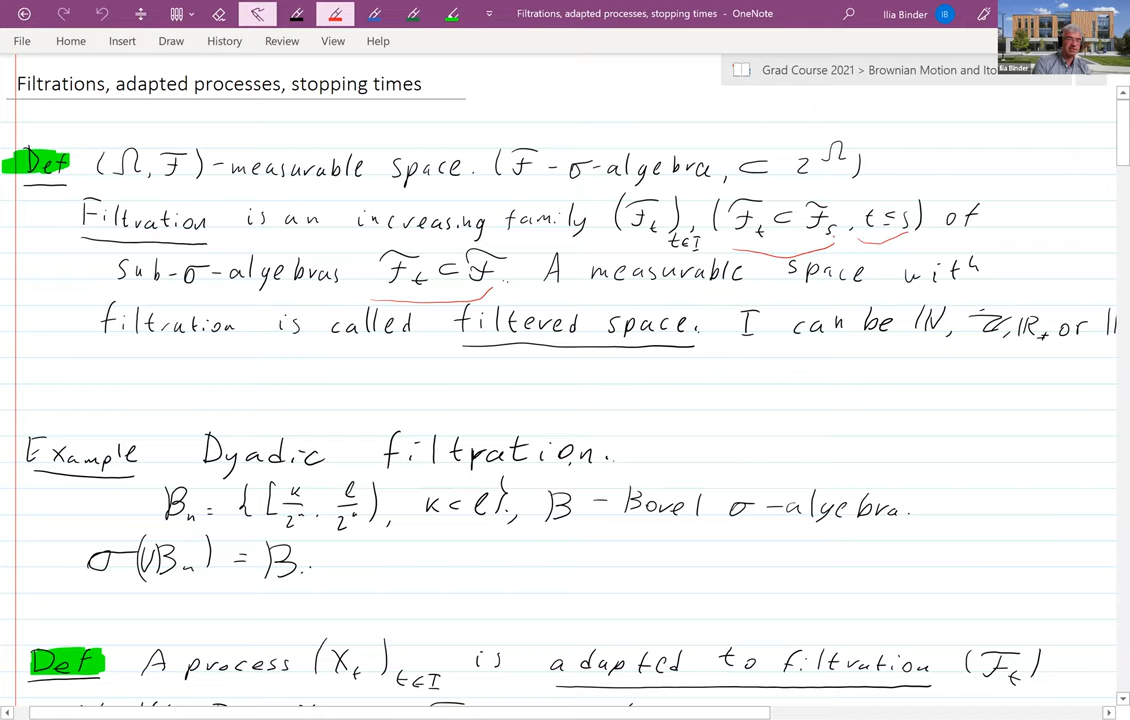 Filtrations, adapted processes, stopping times - OneNote
Ilia Binder
IB
File Home Insert Draw History Review View Help
Ilia Binder
Filtrations, adapted processes, stopping times
Grad Course 2021 > Brownian Motion and Ito
Def (Ω, F)-measurable space. (F-σ-algebra, ⊂ 2^Ω)
Filtration is an increasing family (F_t)_{t∈I}, (F_t ⊂ F_s, t≤s) of
sub-σ-algebras F_t ⊂ F. A measurable space with
filtration is called filtered space. I can be ℕ, ℤ, ℝ₊ or
Example Dyadic filtration.
B_n = {[k/2^n, l/2^n), k<l}, B - Borel σ-algebra.
σ(∪B_n) = B.
Def A process (X_t)_{t∈I} is adapted to filtration (F_t)